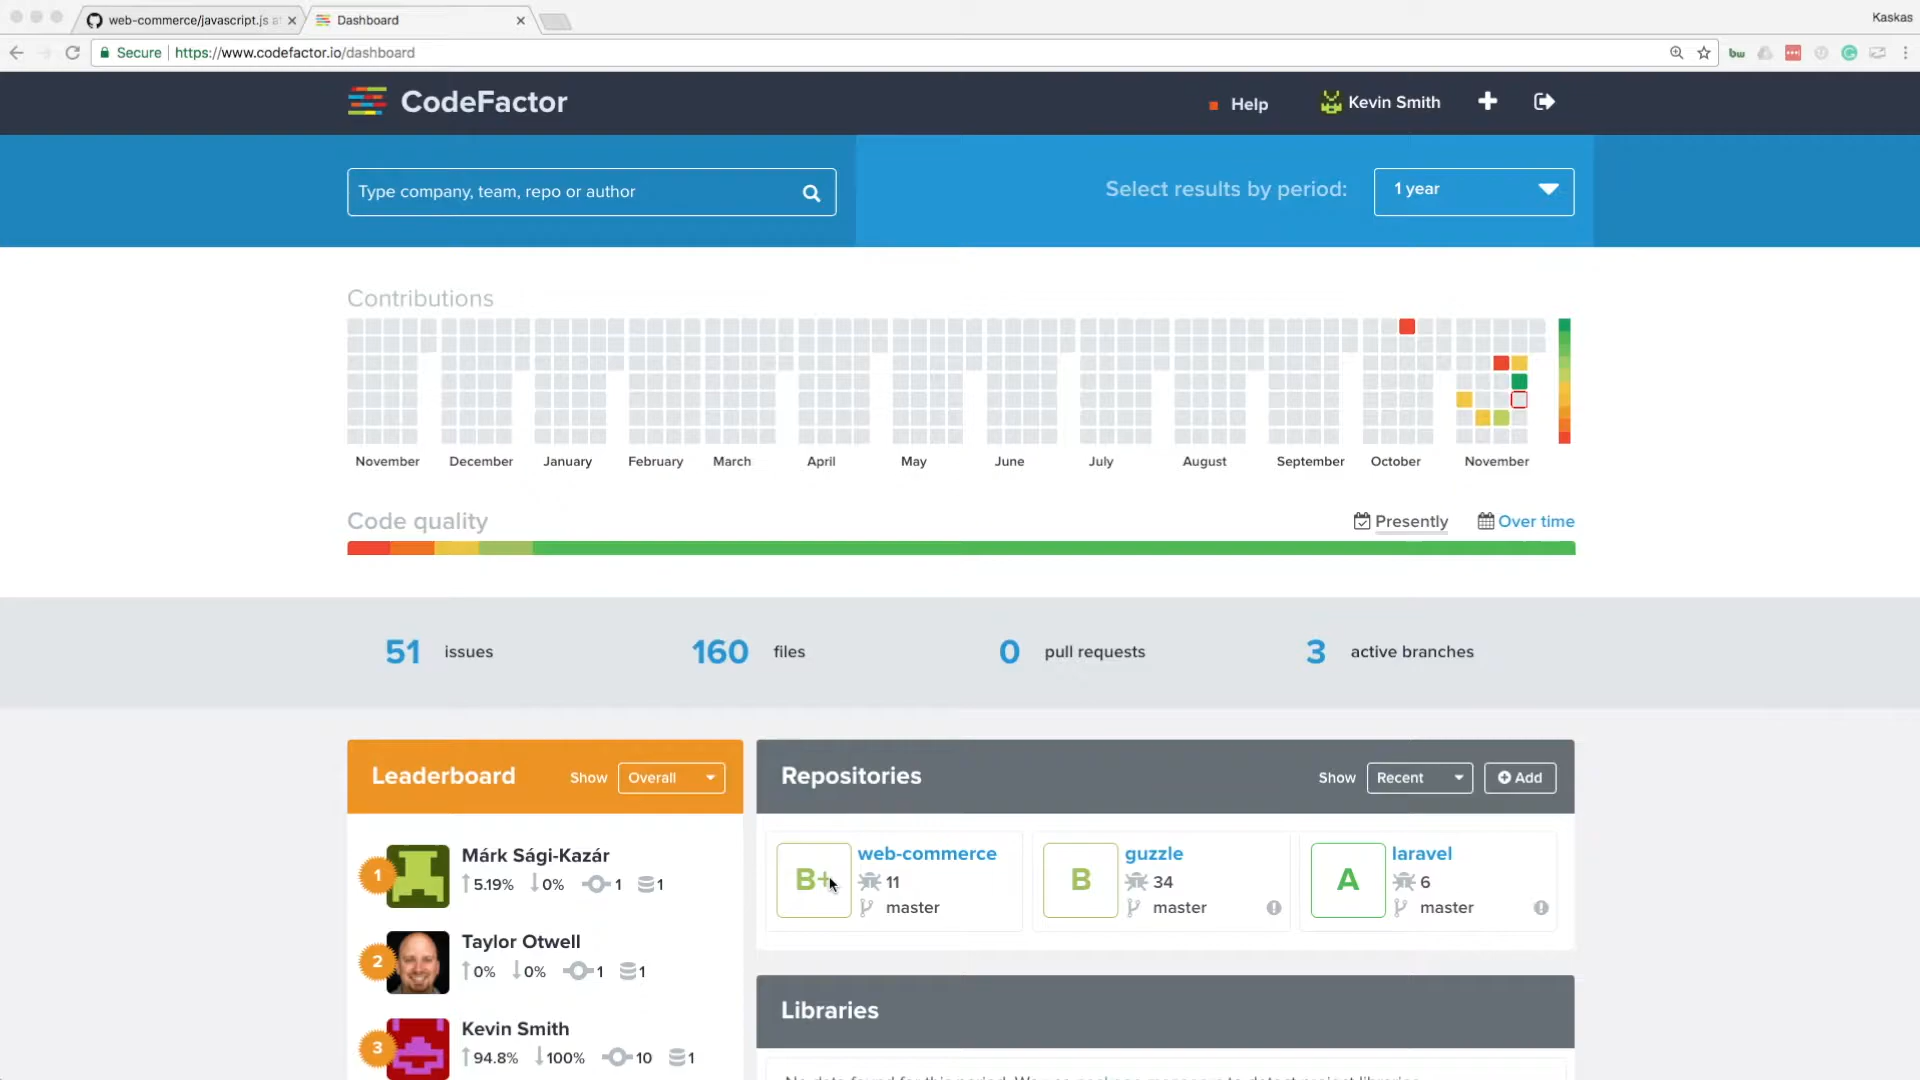 web-commerce/javascript.js a
Dashboard
Kaskas
Secure
https://www.codefactor.io/dashboard
bw
CodeFactor
Help
Kevin Smith
Type company, team, repo or author
Select results by period:
1 year
Contributions
November
December
January
February
March
April
May
June
July
August
September
October
November
Code quality
Presently
Over time
51 issues
160 files
0 pull requests
3 active branches
Leaderboard
Show
Overall
Repositories
Show
Recent
Add
1
Márk Sági-Kazár
5.19% 0% 1 1
2
Taylor Otwell
0% 0% 1 1
3
Kevin Smith
94.8% 100% 10 1
B+
web-commerce
11
master
B
guzzle
34
master
A
laravel
6
master
Libraries